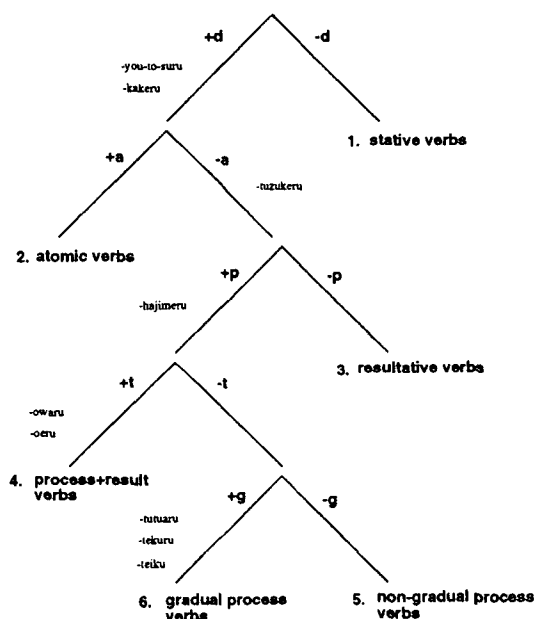 +d -d
-you-to-suru
-kakeru
1. stative verbs
+a -a
-tuzukeru
2. atomic verbs
+p -p
-hajimeru
3. resultative verbs
+t -t
-owaru
-oeru
4. process+result
verbs
+g -g
-tutuaru
-tekuru
-teiku
6. gradual process
verbs
5. non-gradual process
verbs